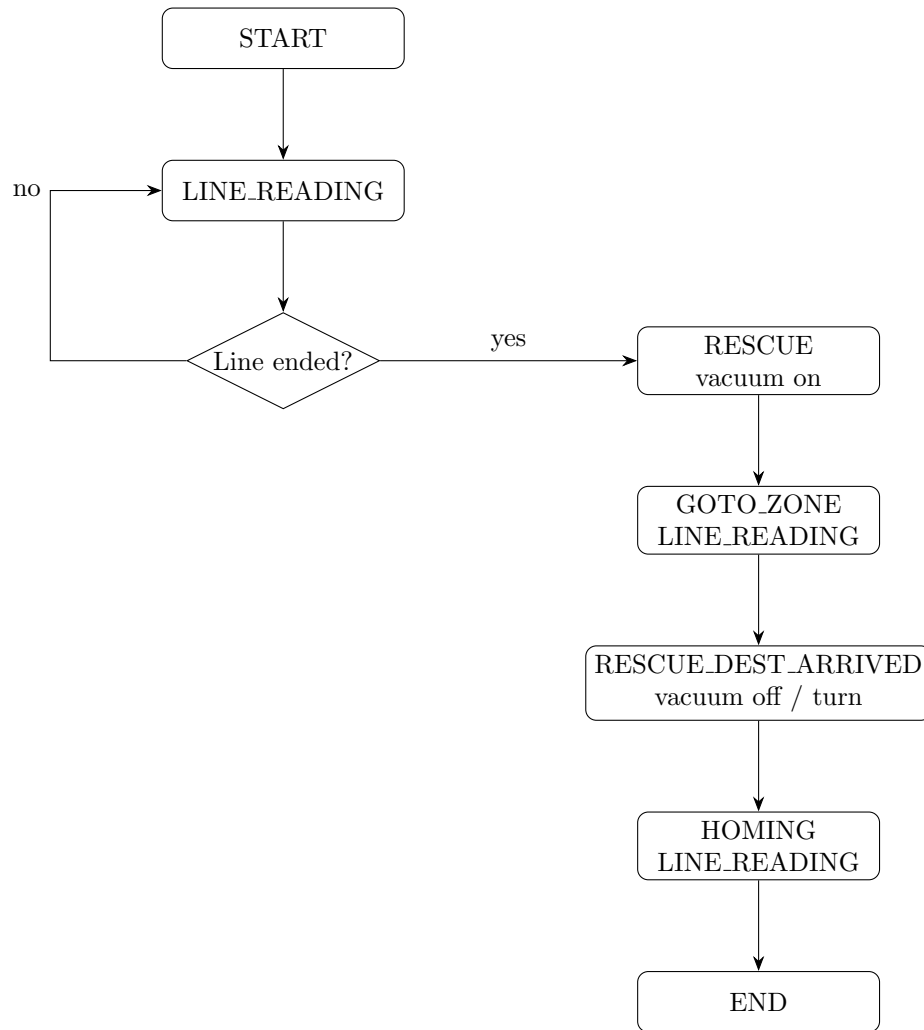 START
no
LINE_READING
Line ended?
yes
RESCUE
vacuum on
GOTO_ZONE
LINE_READING
RESCUE_DEST_ARRIVED
vacuum off / turn
HOMING
LINE_READING
END